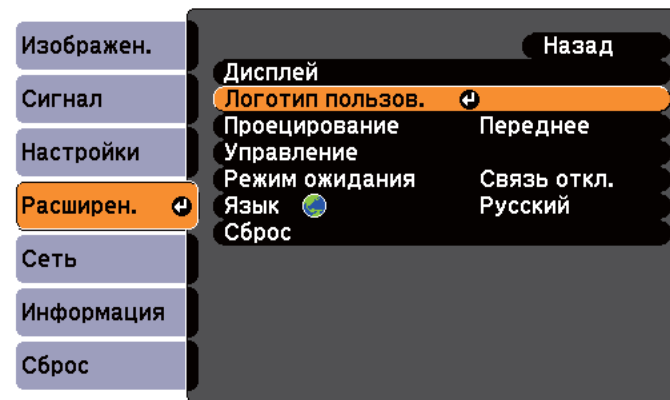 Изображен.
Сигнал
Настройки
Расширен.
Сеть
Информация
Сброс
Назад
Дисплей
Логотип пользов.
Проецирование Переднее
Управление
Режим ожидания Связь откл.
Язык Русский
Сброс